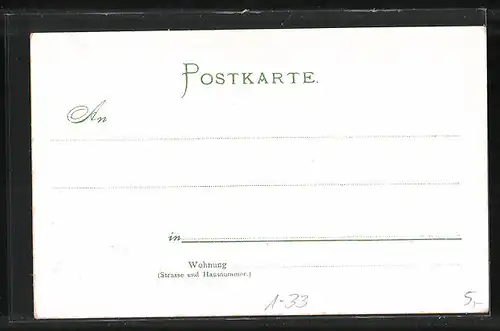 POSTKARTE.
An
in
Wohnung
(Strasse und Hausnummer.)
1-33 5,-